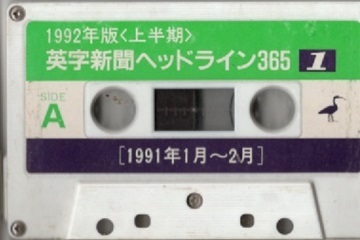 1992年版〈上半期〉
英字新聞ヘッドライン365 1
SIDE
A
[1991年1月〜2月]